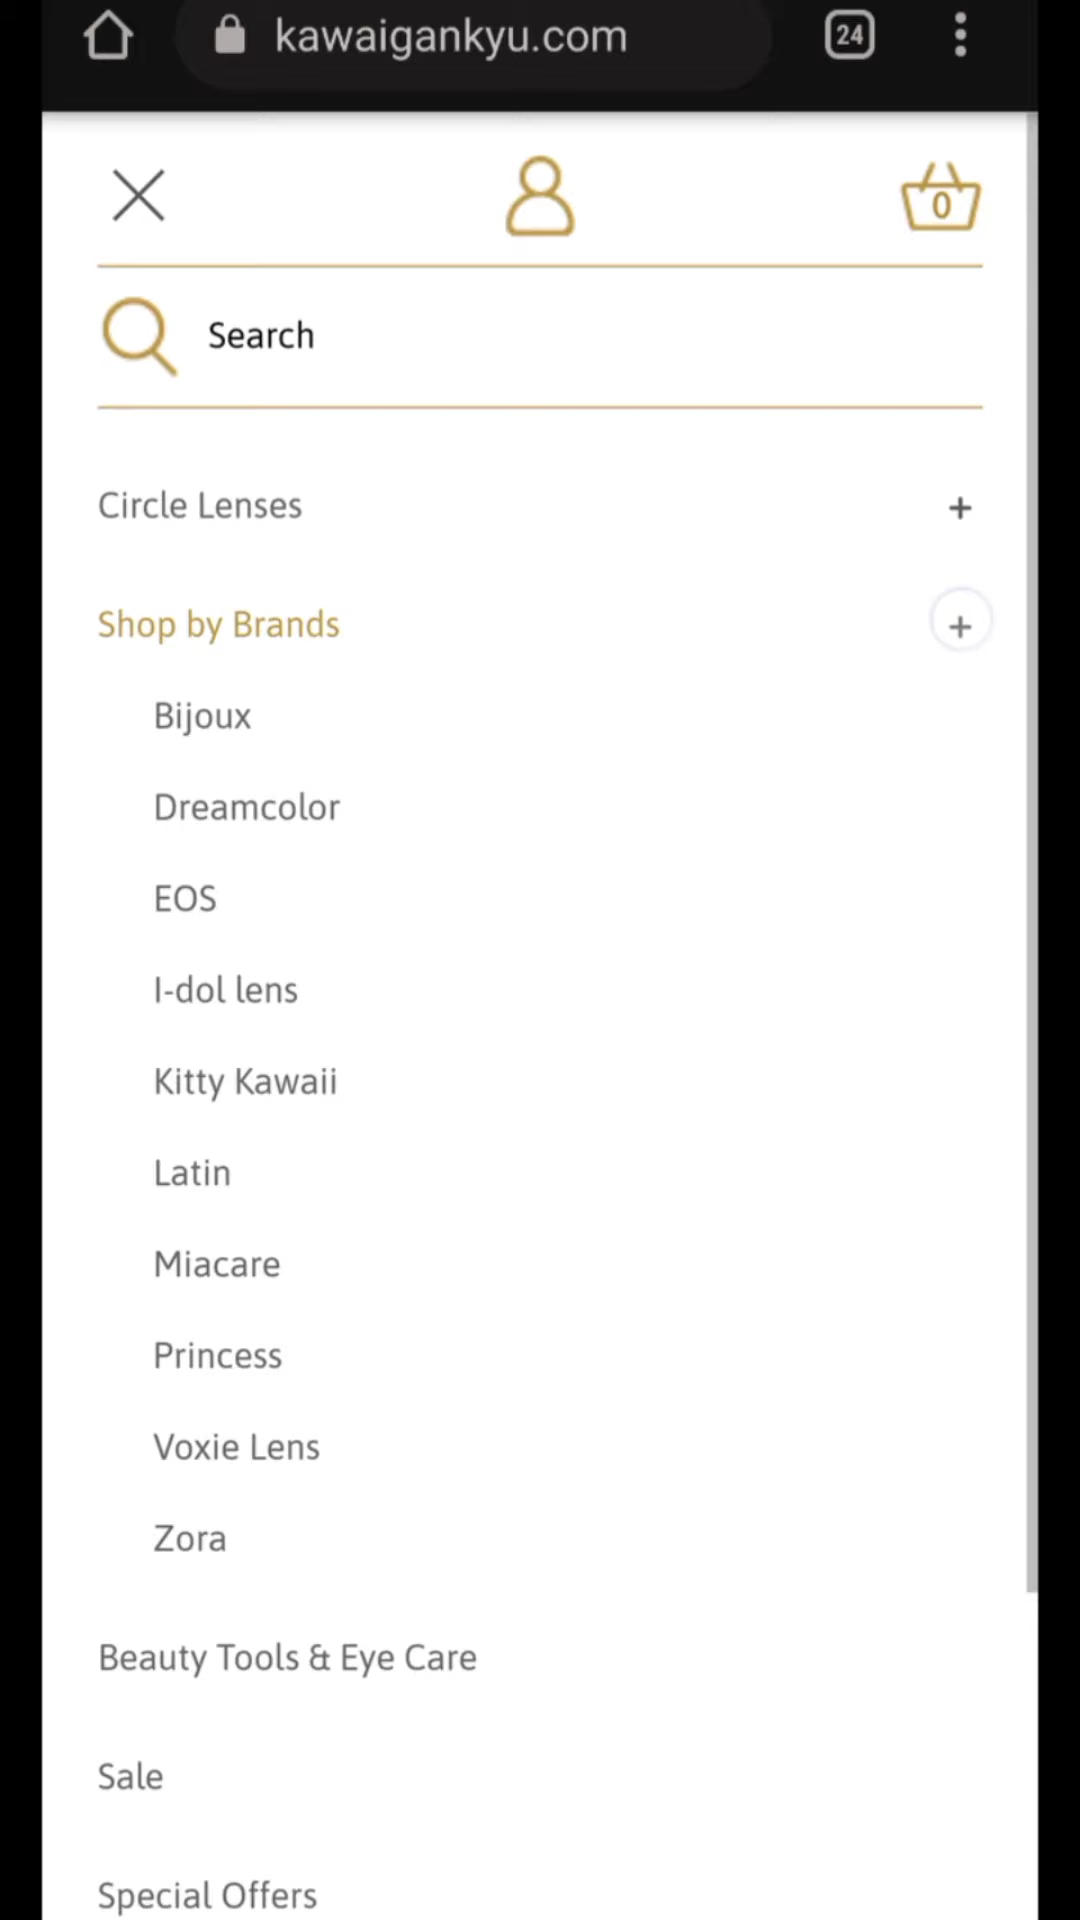 kawaigankyu.com
24
0
Search
Circle Lenses +
Shop by Brands +
Bijoux
Dreamcolor
EOS
I-dol lens
Kitty Kawaii
Latin
Miacare
Princess
Voxie Lens
Zora
Beauty Tools & Eye Care
Sale
Special Offers